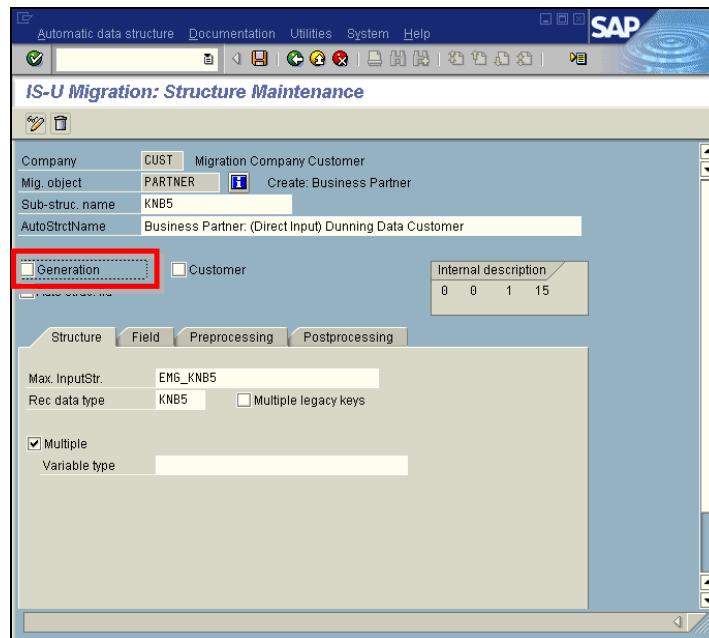 Automatic data structure Documentation Utilities System Help
SAP
IS-U Migration: Structure Maintenance
Company CUST Migration Company Customer
Mig. object PARTNER Create: Business Partner
Sub-struc. name KNB5
AutoStrctName Business Partner: (Direct Input) Dunning Data Customer
Generation Customer Internal description
0 0 1 15
Structure Field Preprocessing Postprocessing
Max. InputStr. EMG_KNB5
Rec data type KNB5 Multiple legacy keys
Multiple
Variable type